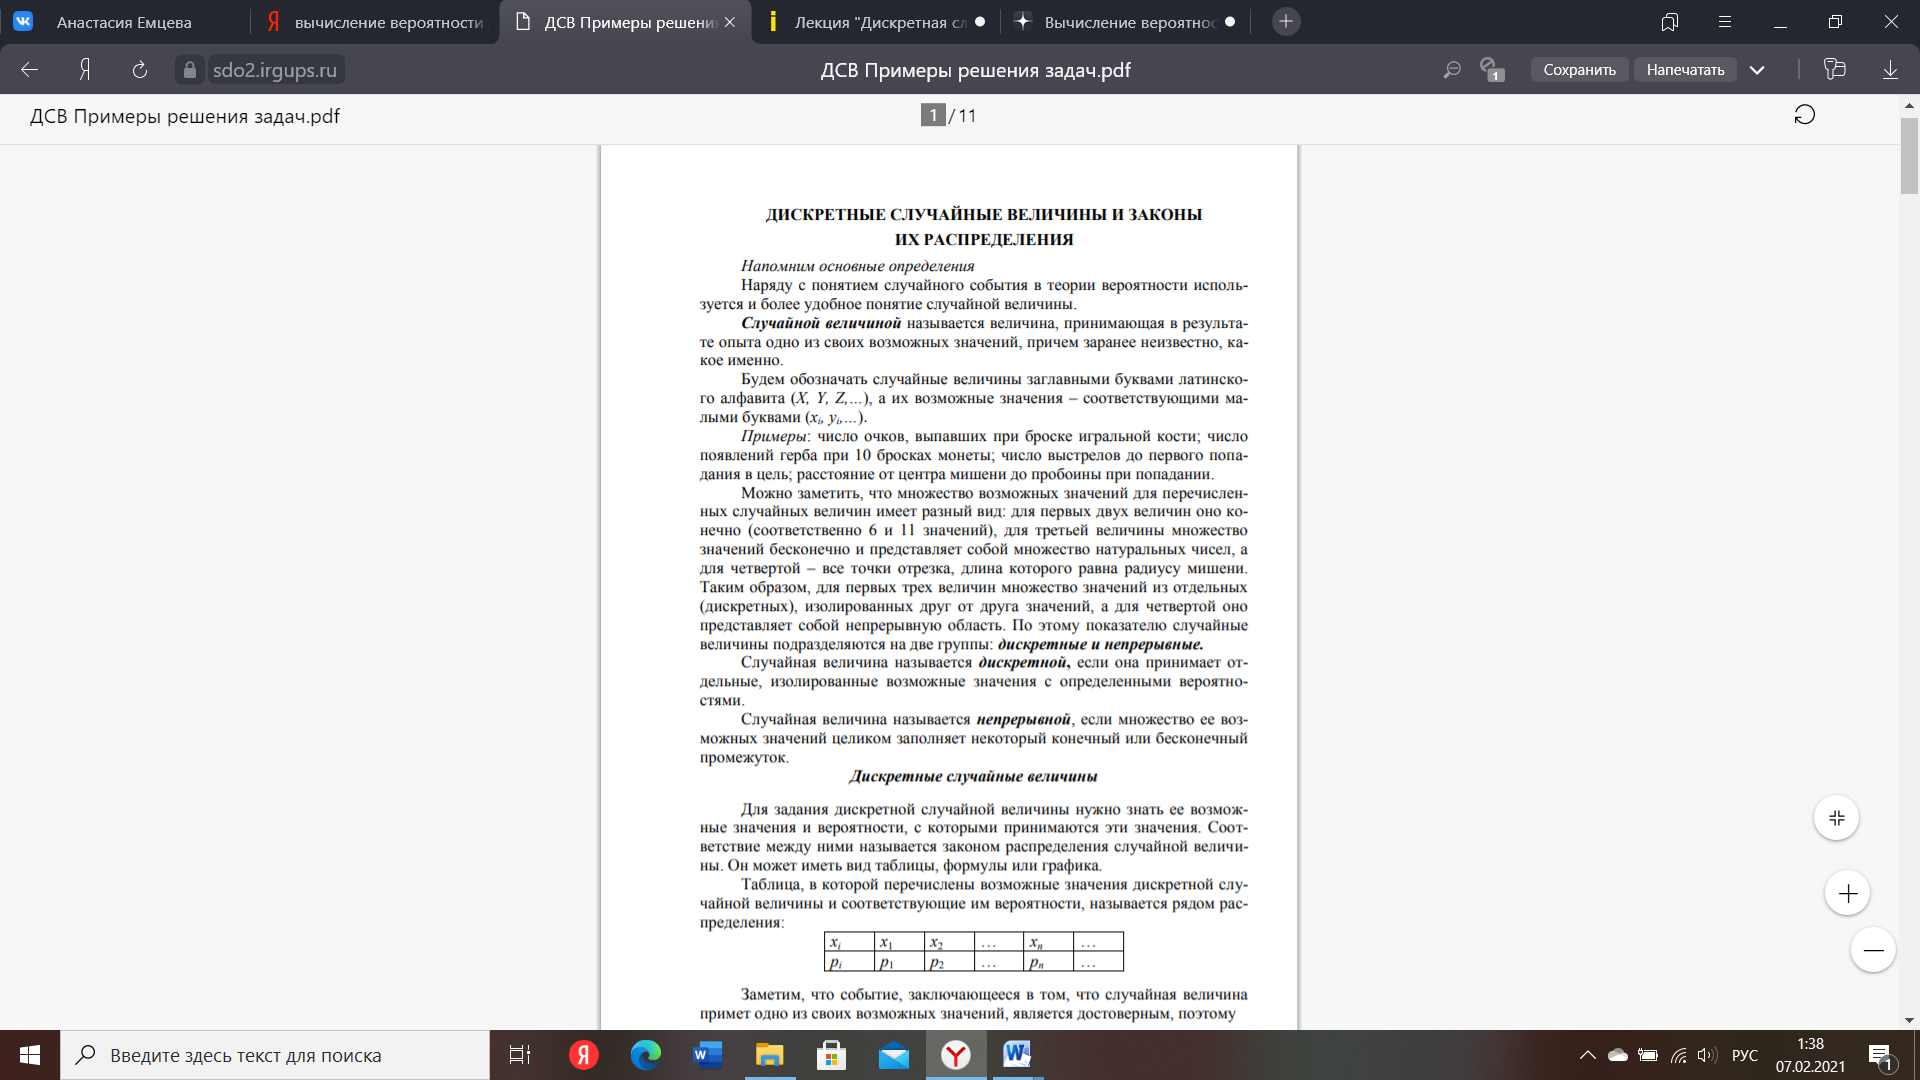 Анастасия Емцева
вычисление вероятности
ДСВ Примеры решени
Лекция "Дискретная сл
Вычисление вероятнос
sdo2.irgups.ru
ДСВ Примеры решения задач.pdf
1
Сохранить
Напечатать
ДСВ Примеры решения задач.pdf
1 / 11
ДИСКРЕТНЫЕ СЛУЧАЙНЫЕ ВЕЛИЧИНЫ И ЗАКОНЫ
ИХ РАСПРЕДЕЛЕНИЯ
Напомним основные определения
Наряду с понятием случайного события в теории вероятности исполь-
зуется и более удобное понятие случайной величины.
Случайной величиной называется величина, принимающая в результа-
те опыта одно из своих возможных значений, причем заранее неизвестно, ка-
кое именно.
Будем обозначать случайные величины заглавными буквами латинско-
го алфавита (X, Y, Z,...), а их возможные значения – соответствующими ма-
лыми буквами (xi, yi,...).
Примеры: число очков, выпавших при броске игральной кости; число
появлений герба при 10 бросках монеты; число выстрелов до первого попа-
дания в цель; расстояние от центра мишени до пробоины при попадании.
Можно заметить, что множество возможных значений для перечислен-
ных случайных величин имеет разный вид: для первых двух величин оно ко-
нечно (соответственно 6 и 11 значений), для третьей величины множество
значений бесконечно и представляет собой множество натуральных чисел, а
для четвертой – все точки отрезка, длина которого равна радиусу мишени.
Таким образом, для первых трех величин множество значений из отдельных
(дискретных), изолированных друг от друга значений, а для четвертой оно
представляет собой непрерывную область. По этому показателю случайные
величины подразделяются на две группы: дискретные и непрерывные.
Случайная величина называется дискретной, если она принимает от-
дельные, изолированные возможные значения с определенными вероятно-
стями.
Случайная величина называется непрерывной, если множество ее воз-
можных значений целиком заполняет некоторый конечный или бесконечный
промежуток.
Дискретные случайные величины
Для задания дискретной случайной величины нужно знать ее возмож-
ные значения и вероятности, с которыми принимаются эти значения. Соот-
ветствие между ними называется законом распределения случайной величи-
ны. Он может иметь вид таблицы, формулы или графика.
Таблица, в которой перечислены возможные значения дискретной слу-
чайной величины и соответствующие им вероятности, называется рядом рас-
пределения:
xi x1 x2 … xn …
pi p1 p2 … pn …
Заметим, что событие, заключающееся в том, что случайная величина
примет одно из своих возможных значений, является достоверным, поэтому
Введите здесь текст для поиска
РУС
1:38
07.02.2021
1